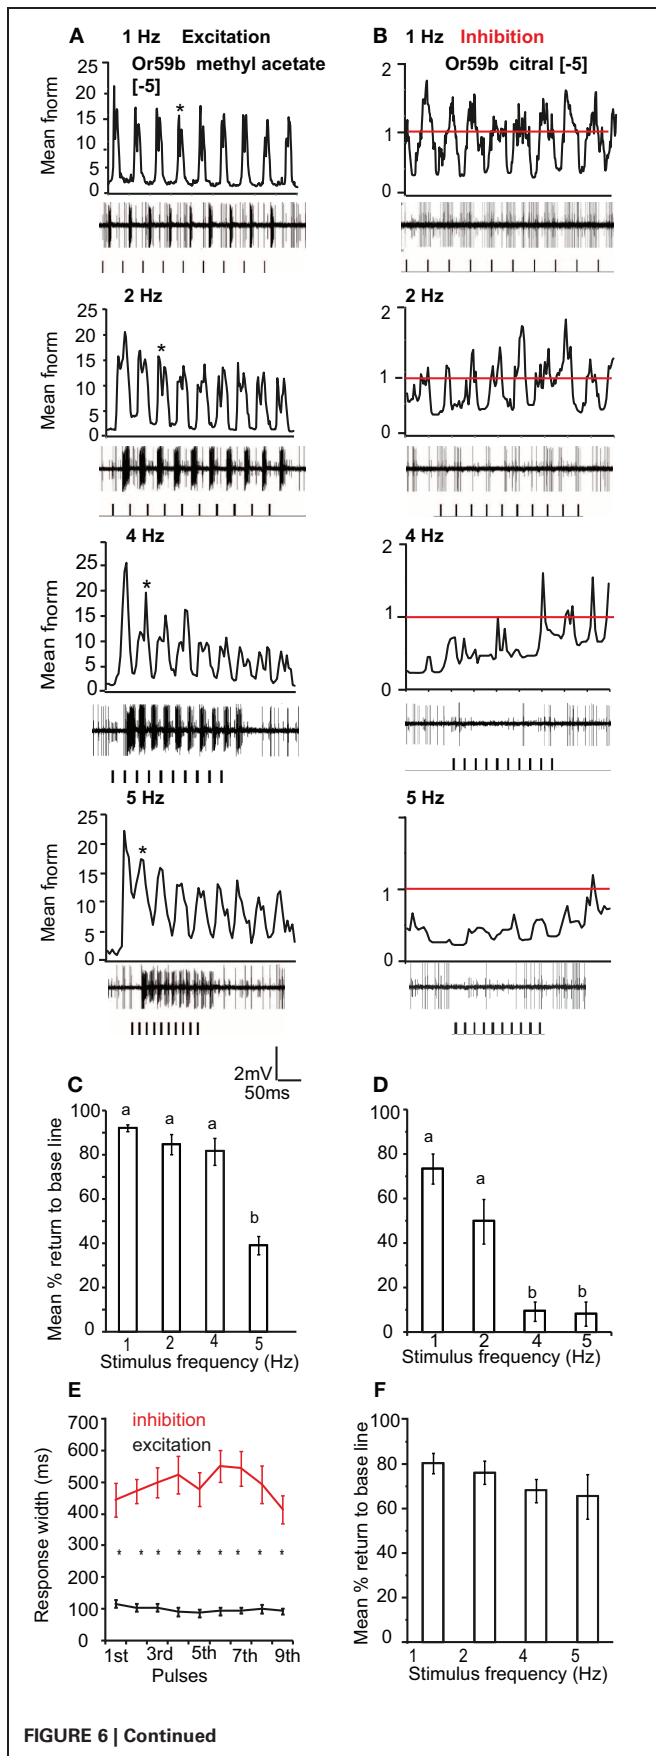 A 1 Hz Excitation
Or59b methyl acetate
[-5]
Mean fnorm
25
20
15
10
5
0
*
B 1 Hz Inhibition
Or59b citral [-5]
2
1
0
2 Hz
Mean fnorm
25
20
15
10
5
0
*
2 Hz
2
1
0
4 Hz
Mean fnorm
25
20
15
10
5
0
*
4 Hz
2
1
0
5 Hz
Mean fnorm
25
20
15
10
5
0
*
5 Hz
2
1
0
2mV
50ms
C
Mean % return to base line
100
80
60
40
20
0
a a a b
1 2 4 5
Stimulus frequency (Hz)
D
100
80
60
40
20
0
a a b b
1 2 4 5
Stimulus frequency (Hz)
E
inhibition
excitation
Response width (ms)
700
600
500
400
300
200
100
0
* * * * * * * * *
1st 3rd 5th 7th 9th
Pulses
F
Mean % return to base line
100
80
60
40
20
0
1 2 4 5
Stimulus frequency (Hz)
FIGURE 6 | Continued